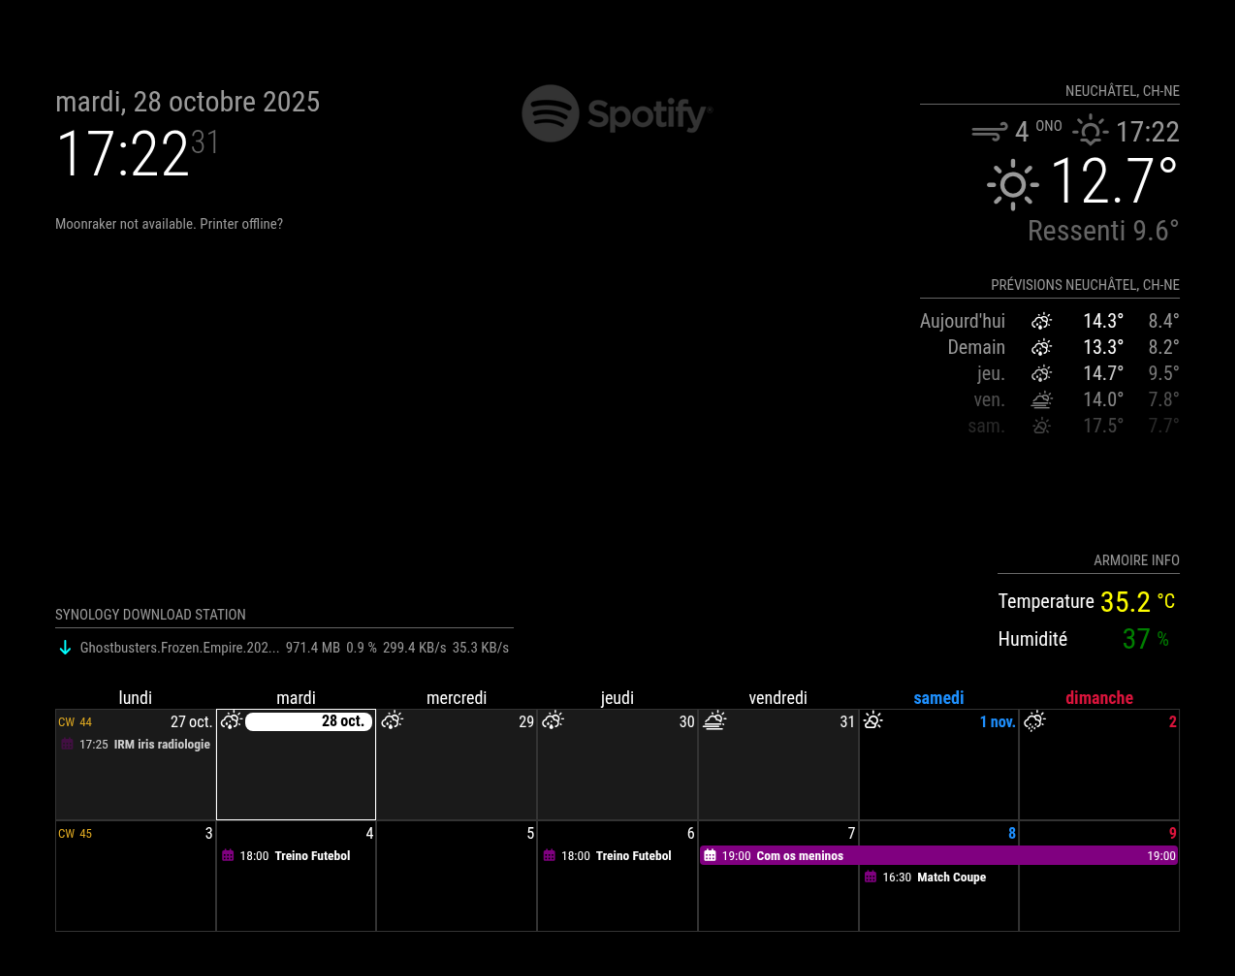 mardi, 28 octobre 2025
17:22 31
Moonraker not available. Printer offline?
Spotify®
NEUCHÂTEL, CH-NE
4 ONO 17:22
12.7°
Ressenti 9.6°
PRÉVISIONS NEUCHÂTEL, CH-NE
Aujourd'hui 14.3° 8.4°
Demain 13.3° 8.2°
jeu. 14.7° 9.5°
ven. 14.0° 7.8°
sam. 17.5° 7.7°
ARMOIRE INFO
Temperature 35.2 °C
Humidité 37 %
SYNOLOGY DOWNLOAD STATION
Ghostbusters.Frozen.Empire.202... 971.4 MB 0.9 % 299.4 KB/s 35.3 KB/s
lundi mardi mercredi jeudi vendredi samedi dimanche
CW 44 27 oct. 28 oct. 29 30 31 1 nov. 2
17:25 IRM iris radiologie
CW 45 3 4 5 6 7 8 9
18:00 Treino Futebol 18:00 Treino Futebol 19:00 Com os meninos 19:00
16:30 Match Coupe